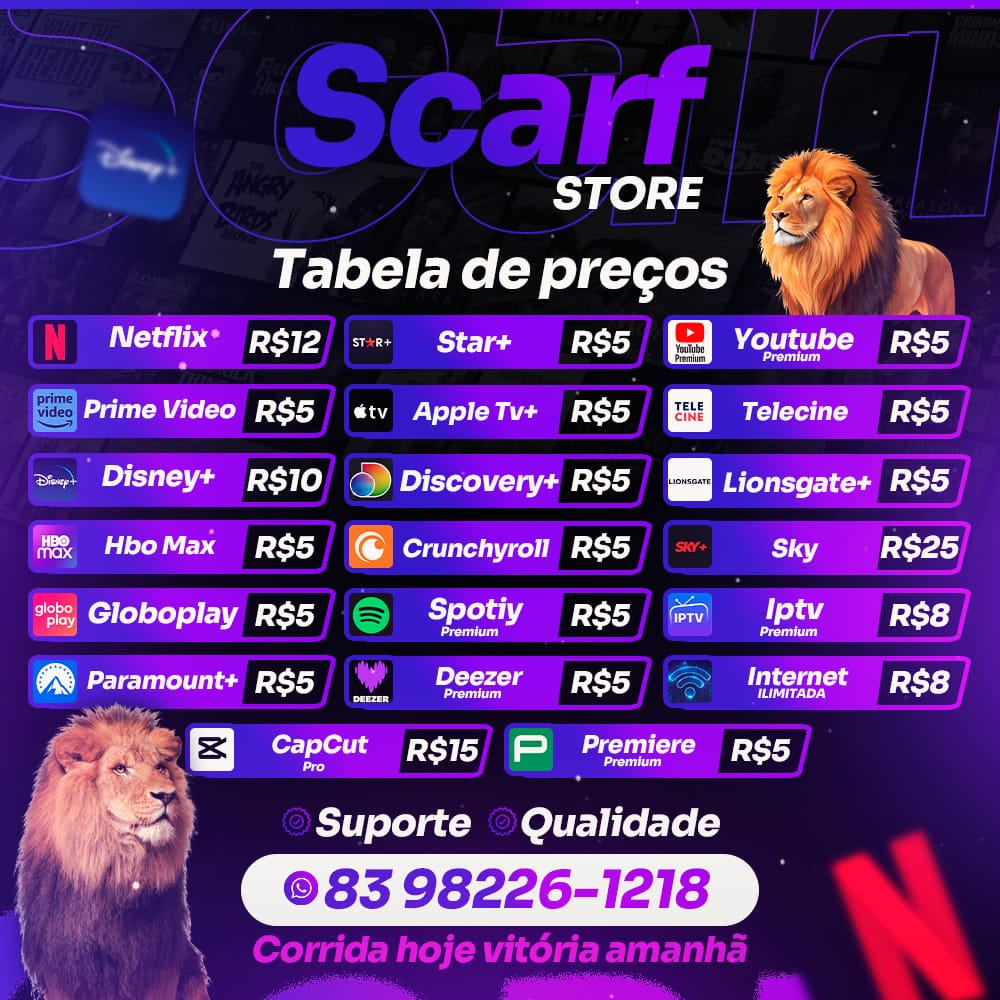 Scarf
STORE
Disney+
Tabela de preços
N Netflix R$12
STAR+ Star+ R$5
YouTube Premium Youtube Premium R$5
prime video Prime Video R$5
tv Apple Tv+ R$5
TELE CINE Telecine R$5
Disney+ Disney+ R$10
Discovery+ R$5
LIONSGATE Lionsgate+ R$5
HBO max Hbo Max R$5
Crunchyroll R$5
SKY+ Sky R$25
globo play Globoplay R$5
Spotiy Premium R$5
IPTV Iptv Premium R$8
Paramount+ R$5
DEEZER Deezer Premium R$5
Internet ILIMITADA R$8
CapCut Pro R$15
P Premiere Premium R$5
Suporte Qualidade
83 98226-1218
Corrida hoje vitória amanhã
N